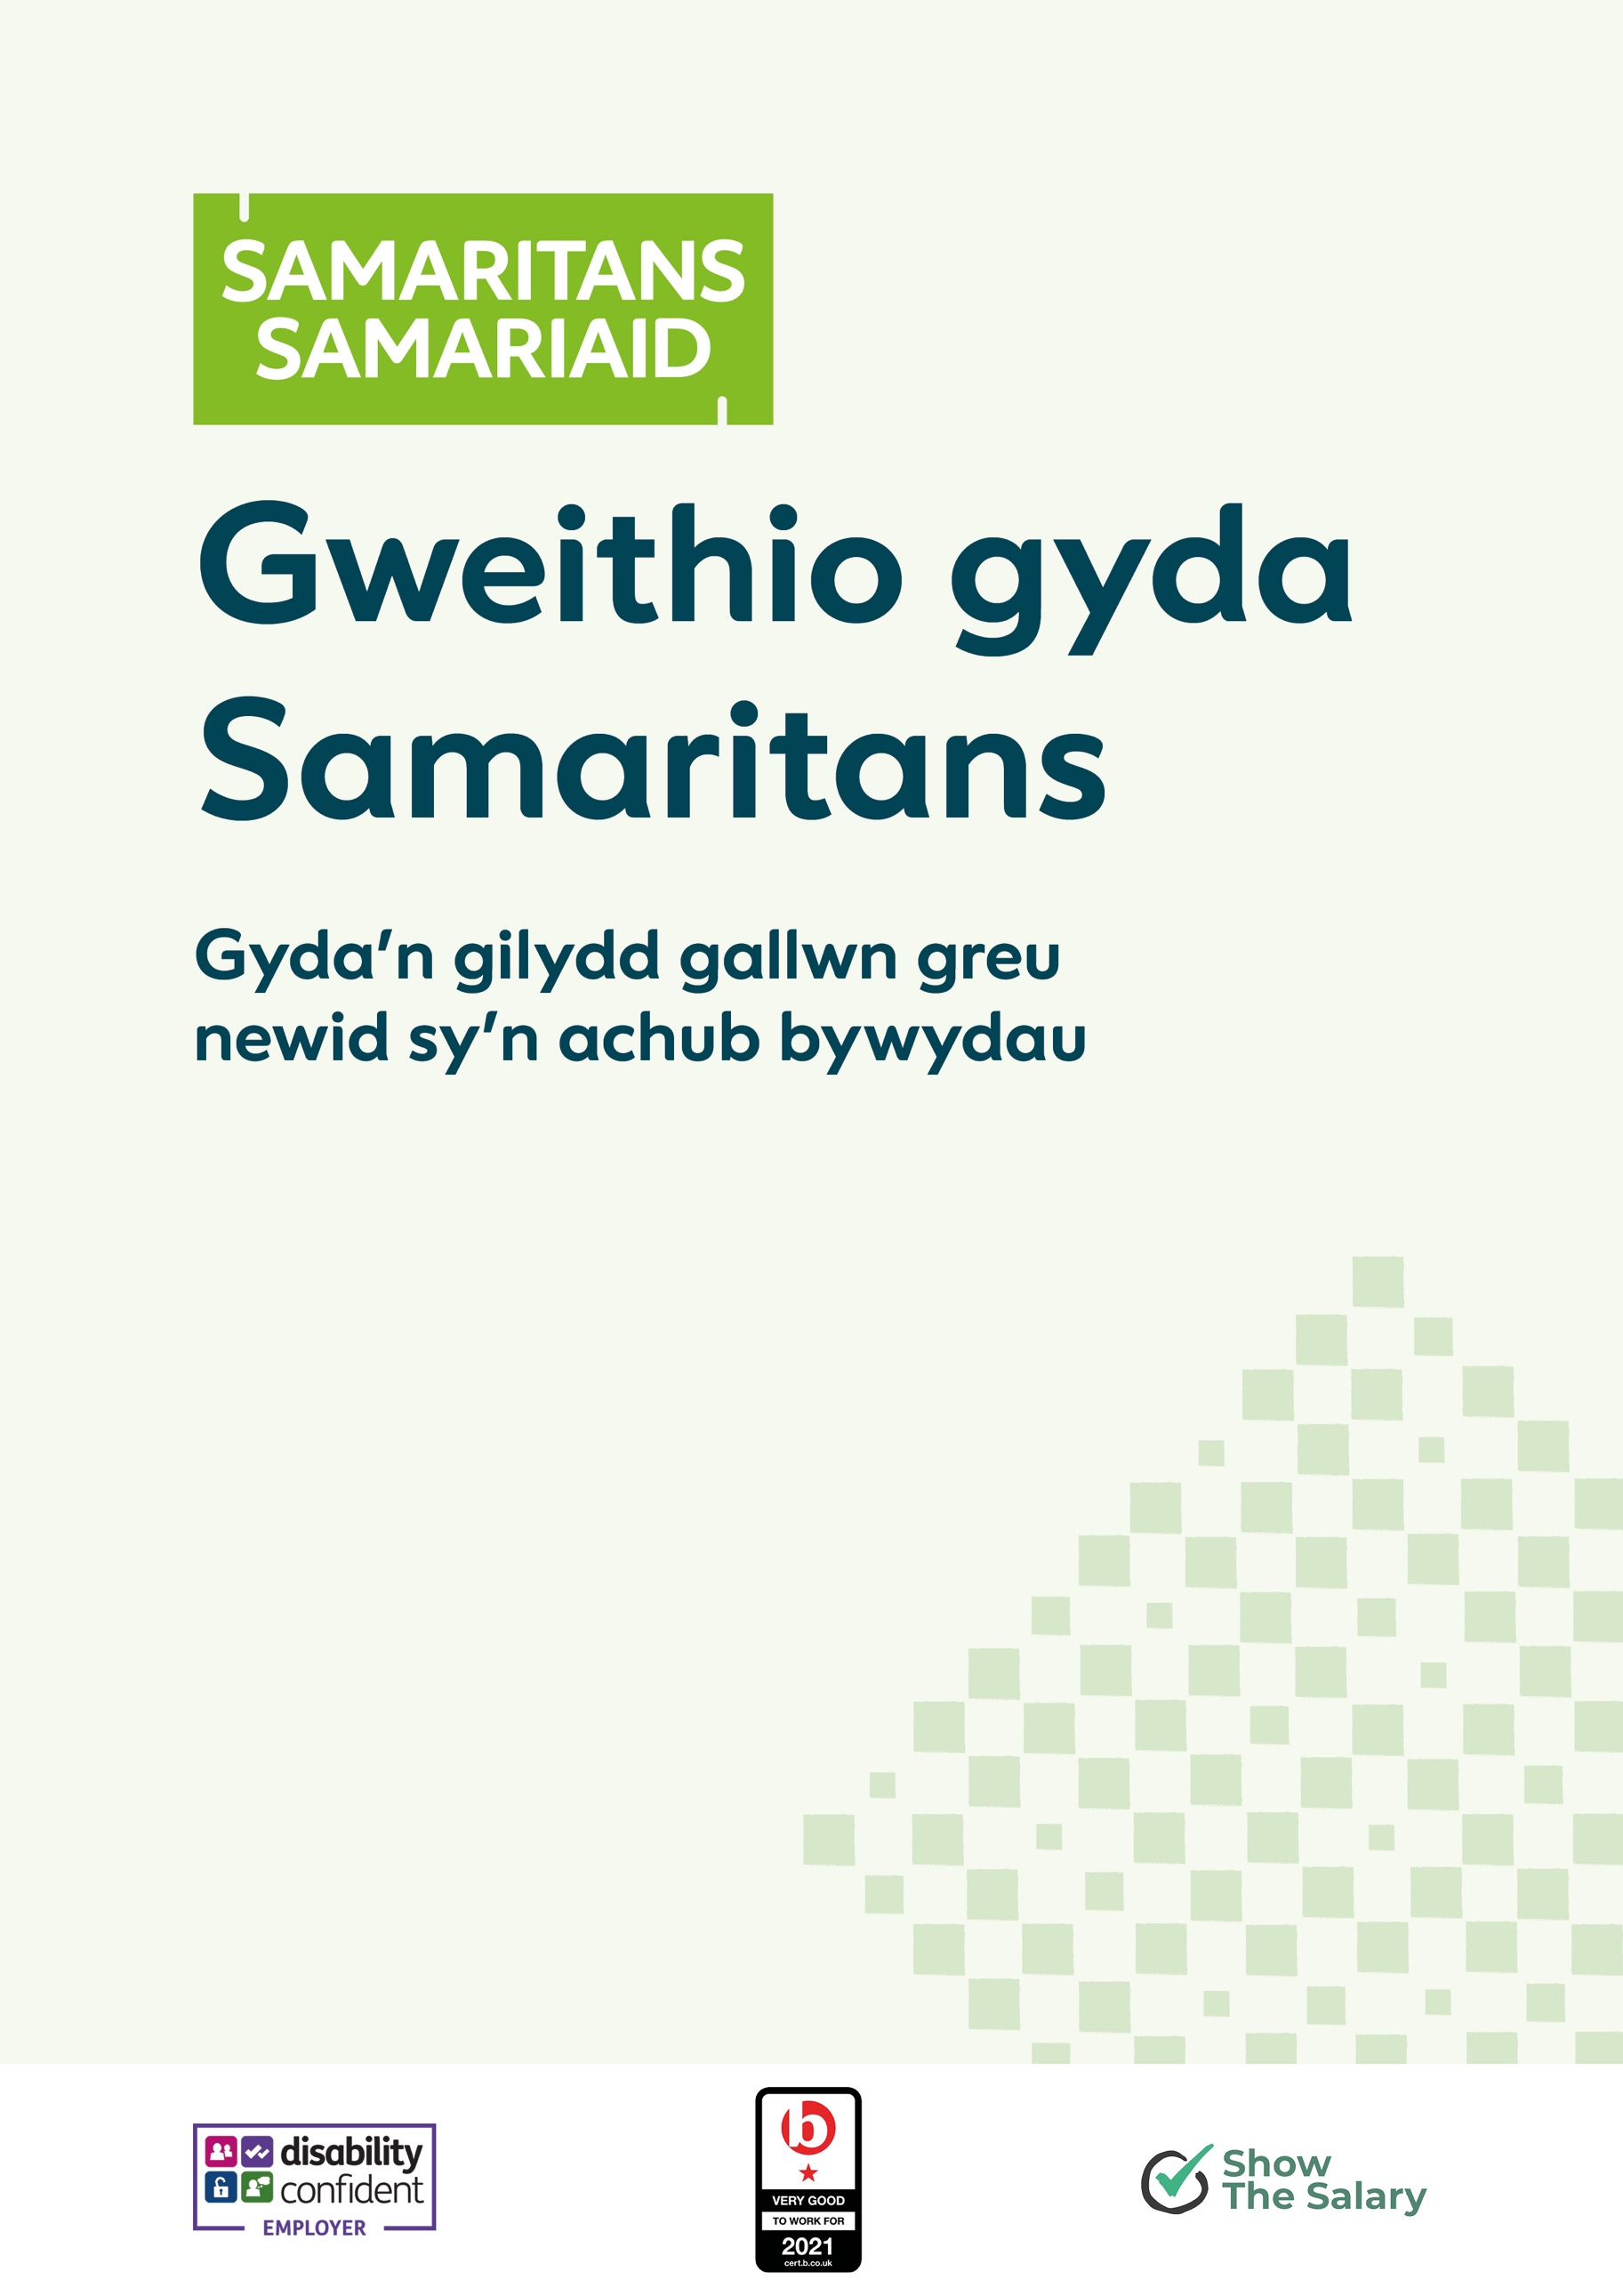 SAMARITANS
SAMARIAID
Gweithio gyda
Samaritans
Gyda’n gilydd gallwn greu
newid sy’n achub bywydau
disability
confident
EMPLOYER
b
VERY GOOD
TO WORK FOR
2021
cert.b.co.uk
Show
The Salary